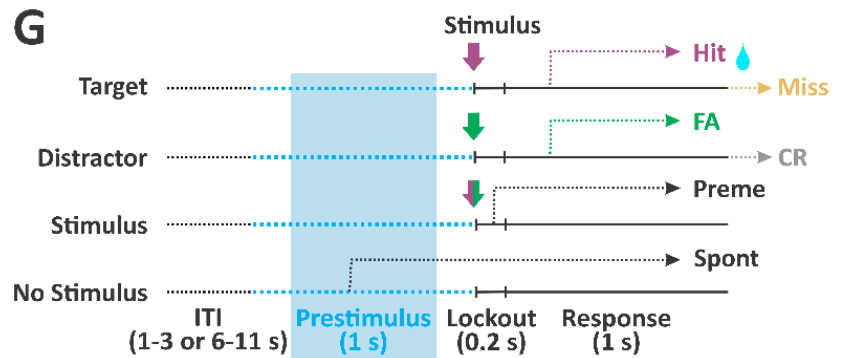 G
Stimulus
Target
Hit
Miss
Distractor
FA
CR
Stimulus
Preme
No Stimulus
Spont
ITI
(1-3 or 6-11 s)
Prestimulus
(1 s)
Lockout
(0.2 s)
Response
(1 s)